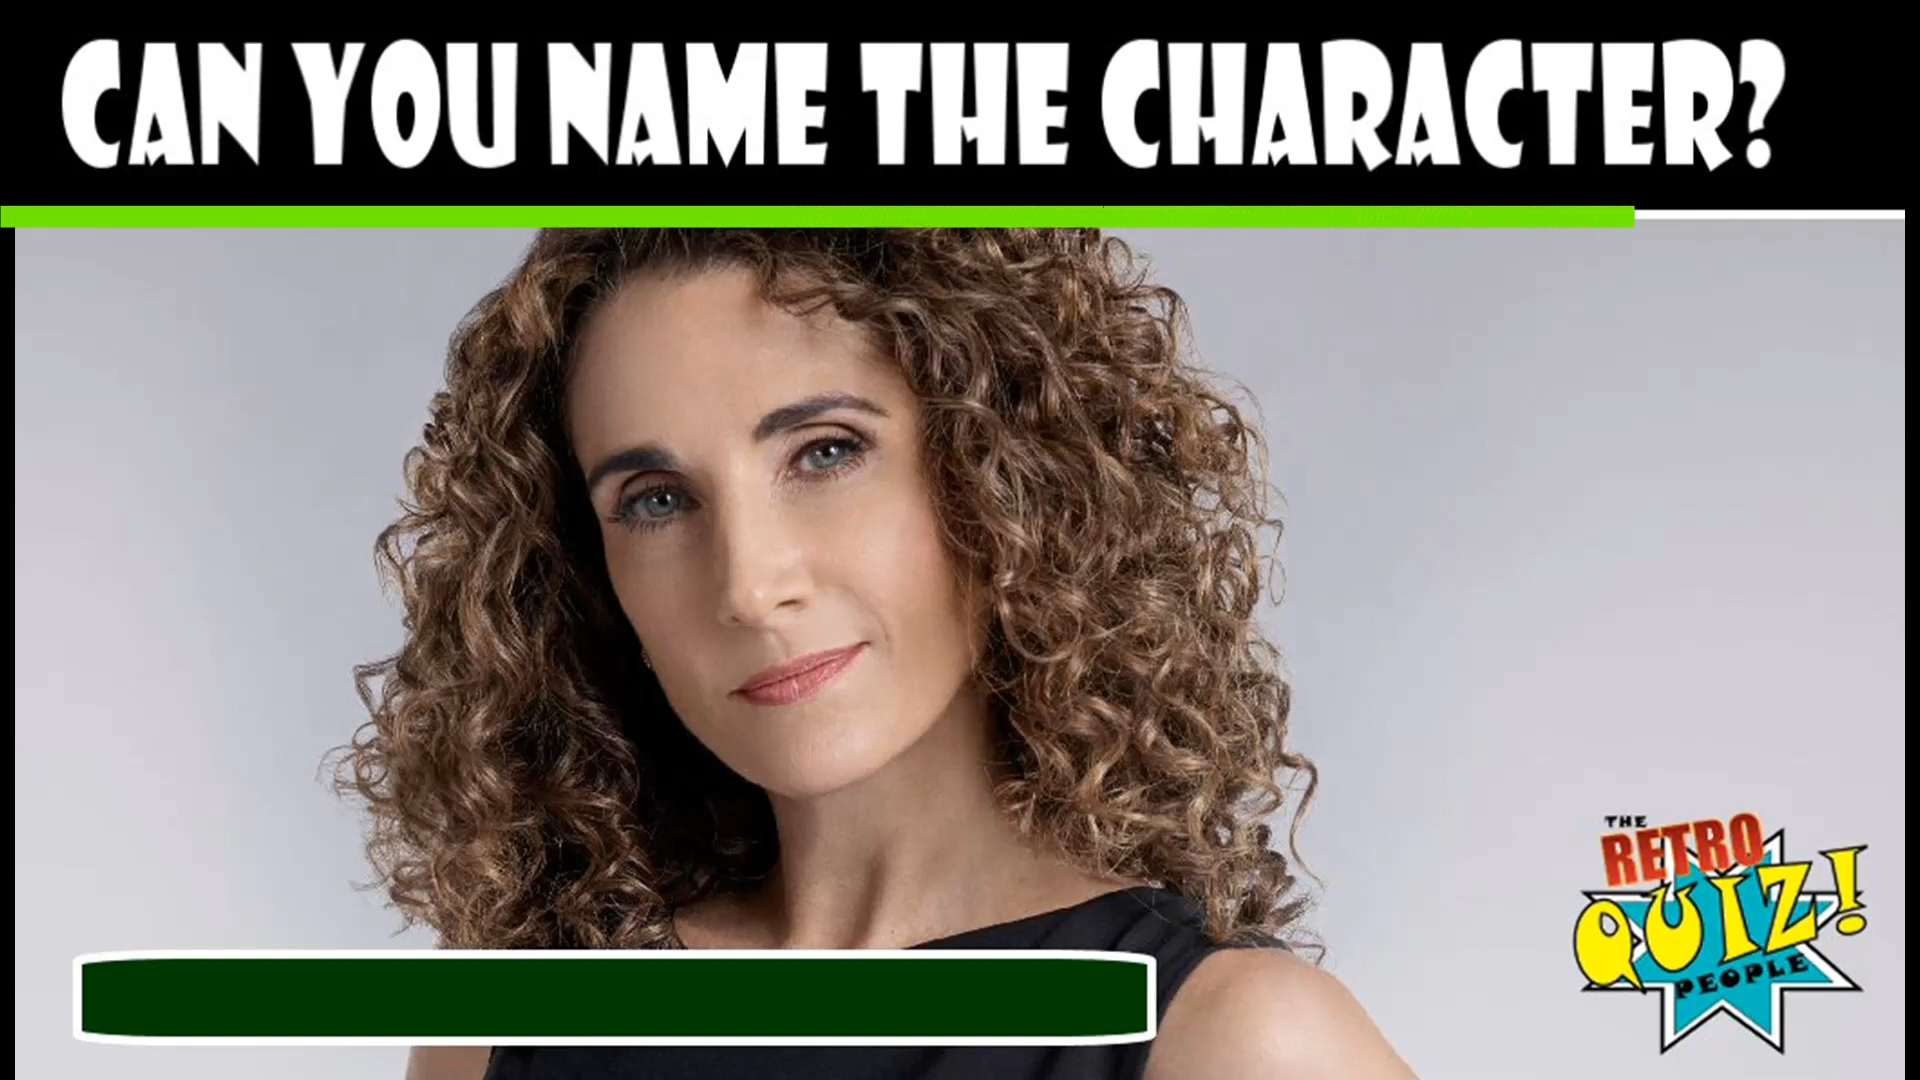 CAN YOU NAME THE CHARACTER?
THE
RETRO
QUIZ!
PEOPLE